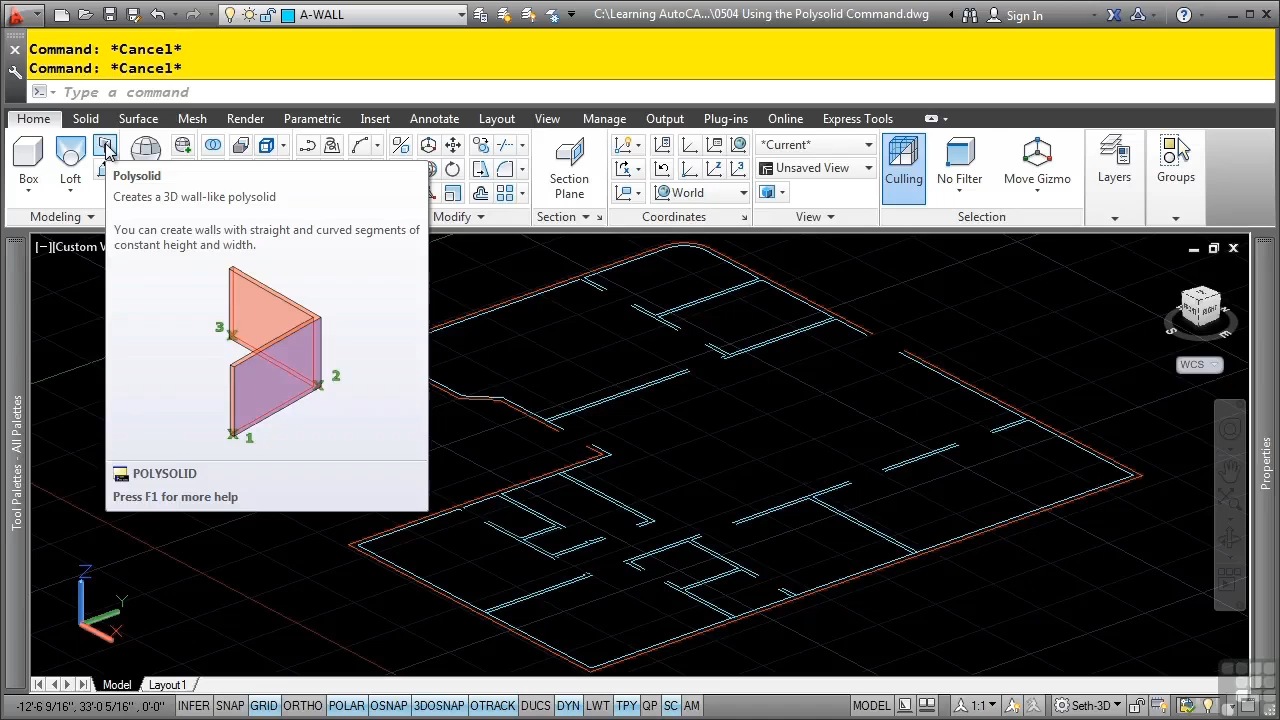 A-WALL
C:\Learning AutoCA...\0504 Using the Polysolid Command.dwg
Sign In
Command: *Cancel*
Command: *Cancel*
Type a command
Home Solid Surface Mesh Render Parametric Insert Annotate Layout View Manage Output Plug-ins Online Express Tools
*Current*
Unsaved View
World
Box Loft Section Plane Culling No Filter Move Gizmo Layers Groups
Modeling Modify Section Coordinates View Selection
Polysolid
Creates a 3D wall-like polysolid
You can create walls with straight and curved segments of
constant height and width.
3
2
1
POLYSOLID
Press F1 for more help
[−][Custom V
S
E
WCS
Tool Palettes - All Palettes
Properties
Z
Y
X
Model Layout1
-12'-6 9/16", 33'-0 5/16", 0'-0" INFER SNAP GRID ORTHO POLAR OSNAP 3DOSNAP OTRACK DUCS DYN LWT TPY QP SC AM MODEL 1:1 Seth-3D